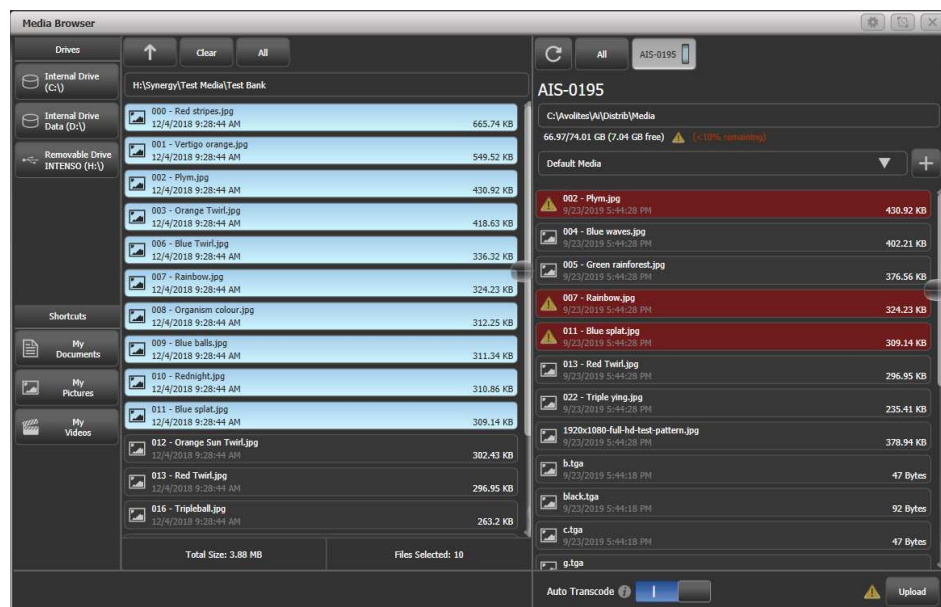 Media Browser
Drives
Internal Drive
(C:\)
Internal Drive
Data (D:\)
Removable Drive
INTENSO (H:\)
Shortcuts
My
Documents
My
Pictures
My
Videos
Clear
All
H:\Synergy\Test Media\Test Bank
000 - Red stripes.jpg
12/4/2018 9:28:44 AM 665.74 KB
001 - Vertigo orange.jpg
12/4/2018 9:28:44 AM 549.52 KB
002 - Plym.jpg
12/4/2018 9:28:44 AM 430.92 KB
003 - Orange Twirl.jpg
12/4/2018 9:28:44 AM 418.63 KB
006 - Blue Twirl.jpg
12/4/2018 9:28:44 AM 336.32 KB
007 - Rainbow.jpg
12/4/2018 9:28:44 AM 324.23 KB
008 - Organism colour.jpg
12/4/2018 9:28:44 AM 312.25 KB
009 - Blue balls.jpg
12/4/2018 9:28:44 AM 311.34 KB
010 - Rednight.jpg
12/4/2018 9:28:44 AM 310.86 KB
011 - Blue splat.jpg
12/4/2018 9:28:44 AM 309.14 KB
012 - Orange Sun Twirl.jpg
12/4/2018 9:28:44 AM 302.43 KB
013 - Red Twirl.jpg
12/4/2018 9:28:44 AM 296.95 KB
016 - Tripleball.jpg
12/4/2018 9:28:44 AM 263.2 KB
Total Size: 3.88 MB
Files Selected: 10
All
AIS-0195
AIS-0195
C:\Avolites\Ai\Distrib\Media
66.97/74.01 GB (7.04 GB free) (<10% remaining)
Default Media
002 - Plym.jpg
9/23/2019 5:44:28 PM 430.92 KB
004 - Blue waves.jpg
9/23/2019 5:44:28 PM 402.21 KB
005 - Green rainforest.jpg
9/23/2019 5:44:28 PM 376.56 KB
007 - Rainbow.jpg
9/23/2019 5:44:28 PM 324.23 KB
011 - Blue splat.jpg
9/23/2019 5:44:28 PM 309.14 KB
013 - Red Twirl.jpg
9/23/2019 5:44:28 PM 296.95 KB
022 - Triple ying.jpg
9/23/2019 5:44:28 PM 235.41 KB
1920x1080-full-hd-test-pattern.jpg
9/23/2019 5:44:18 PM 378.94 KB
b.tga
9/23/2019 5:44:18 PM 47 Bytes
black.tga
9/23/2019 5:44:18 PM 92 Bytes
c.tga
9/23/2019 5:44:18 PM 47 Bytes
g.tga
Auto Transcode
Upload